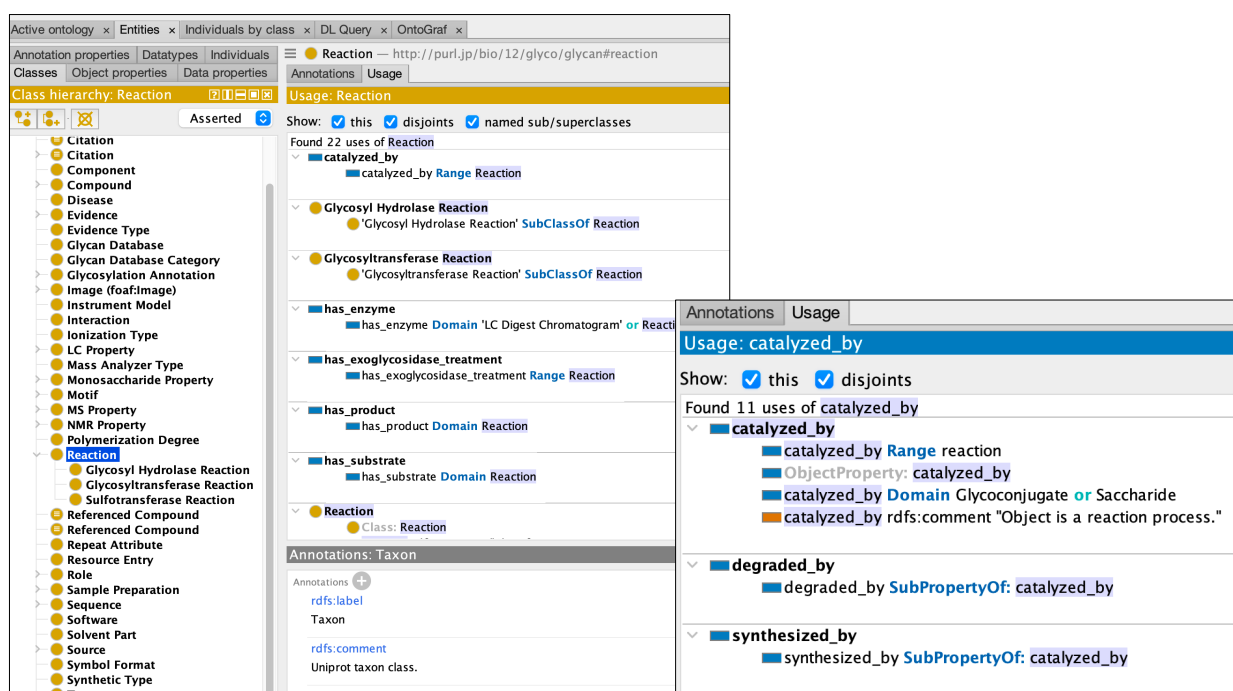 Active ontology × Entities × Individuals by class × DL Query × OntoGraf ×
Annotation properties Datatypes Individuals
Classes Object properties Data properties
Class hierarchy: Reaction
Asserted
Citation
Citation
Component
Compound
Disease
Evidence
Evidence Type
Glycan Database
Glycan Database Category
Glycosylation Annotation
Image (foaf:Image)
Instrument Model
Interaction
Ionization Type
LC Property
Mass Analyzer Type
Monosaccharide Property
Motif
MS Property
NMR Property
Polymerization Degree
Reaction
Glycosyl Hydrolase Reaction
Glycosyltransferase Reaction
Sulfotransferase Reaction
Referenced Compound
Referenced Compound
Repeat Attribute
Resource Entry
Role
Sample Preparation
Sequence
Software
Solvent Part
Source
Symbol Format
Synthetic Type
Reaction — http://purl.jp/bio/12/glyco/glycan#reaction
Annotations Usage
Usage: Reaction
Show: this disjoints named sub/superclasses
Found 22 uses of Reaction
catalyzed_by
catalyzed_by Range Reaction
Glycosyl Hydrolase Reaction
'Glycosyl Hydrolase Reaction' SubClassOf Reaction
Glycosyltransferase Reaction
'Glycosyltransferase Reaction' SubClassOf Reaction
has_enzyme
has_enzyme Domain 'LC Digest Chromatogram' or Reacti
has_exoglycosidase_treatment
has_exoglycosidase_treatment Range Reaction
has_product
has_product Domain Reaction
has_substrate
has_substrate Domain Reaction
Reaction
Class: Reaction
Annotations: Taxon
Annotations
rdfs:label
Taxon
rdfs:comment
Uniprot taxon class.
Annotations Usage
Usage: catalyzed_by
Show: this disjoints
Found 11 uses of catalyzed_by
catalyzed_by
catalyzed_by Range reaction
ObjectProperty: catalyzed_by
catalyzed_by Domain Glycoconjugate or Saccharide
catalyzed_by rdfs:comment "Object is a reaction process."
degraded_by
degraded_by SubPropertyOf: catalyzed_by
synthesized_by
synthesized_by SubPropertyOf: catalyzed_by